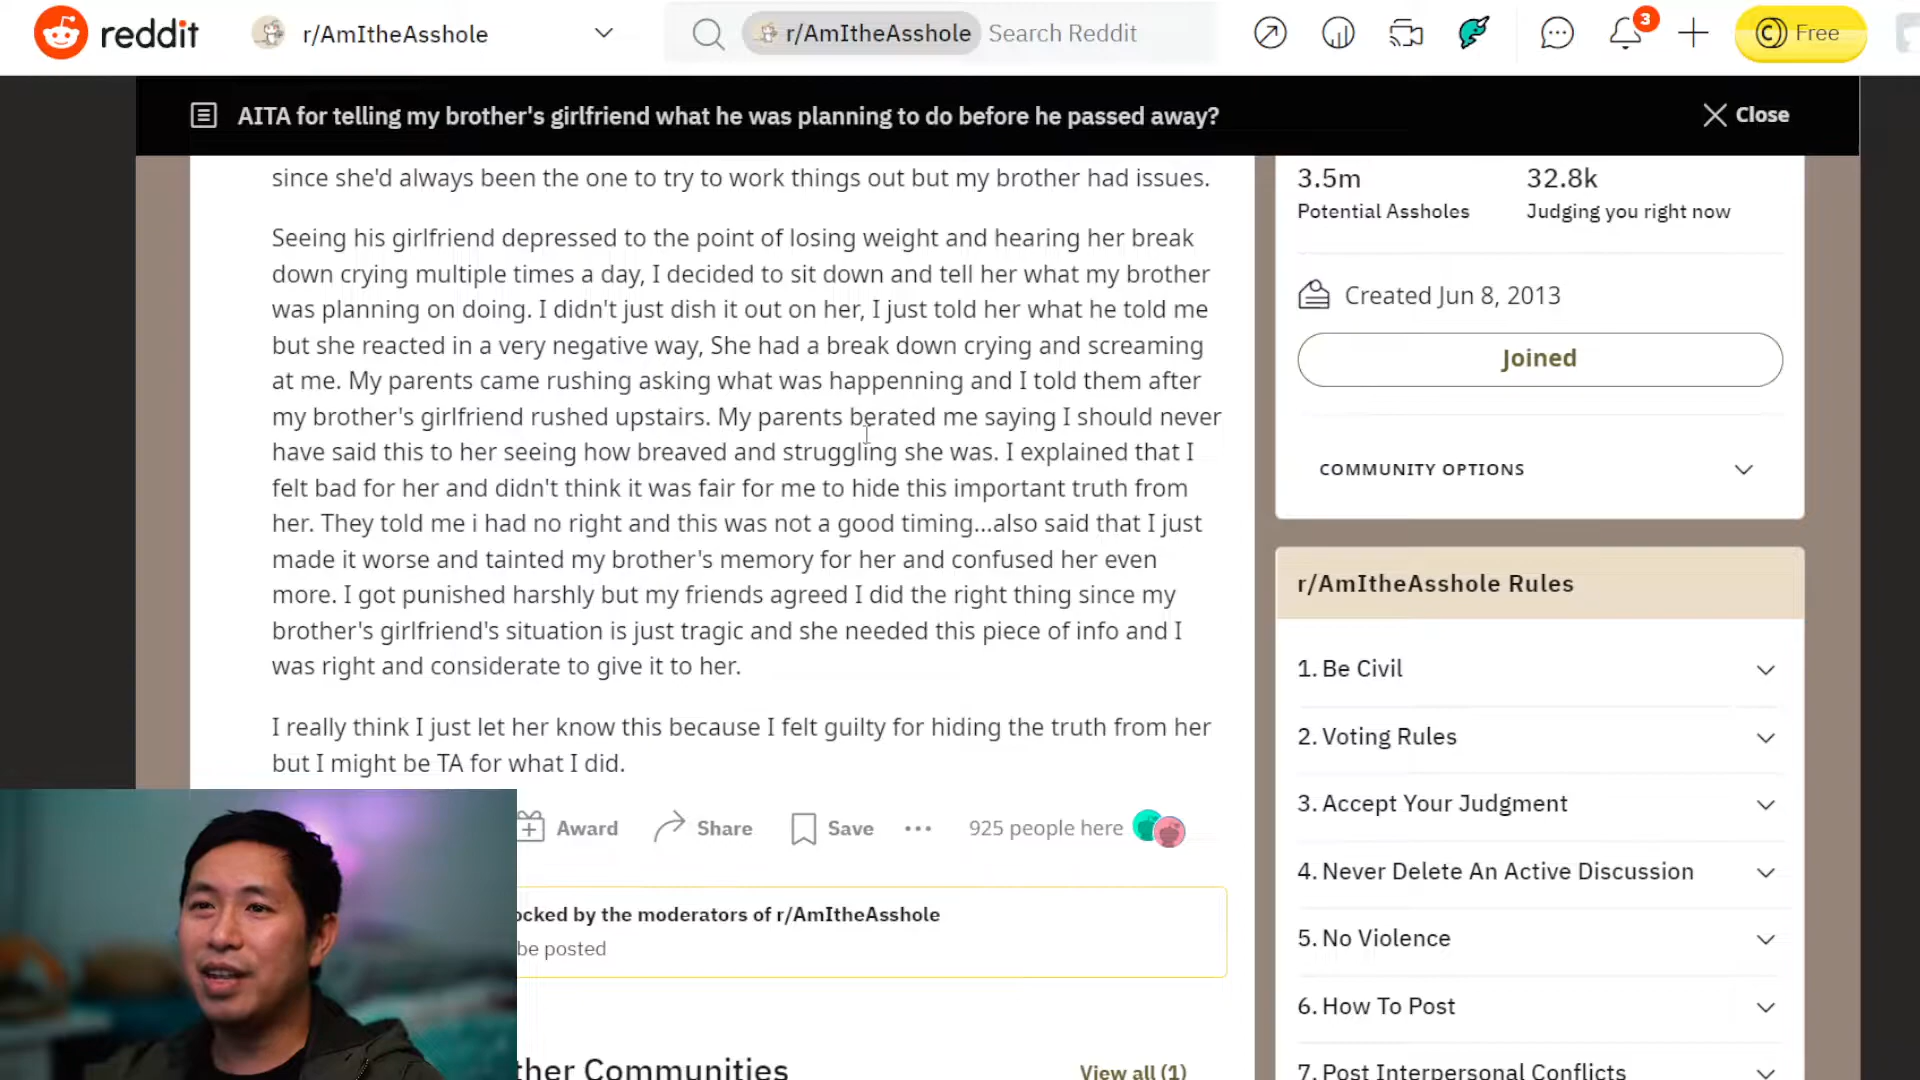 reddit
r/AmItheAsshole
r/AmItheAsshole Search Reddit
3
Free
AITA for telling my brother's girlfriend what he was planning to do before he passed away?
Close
since she'd always been the one to try to work things out but my brother had issues.
Seeing his girlfriend depressed to the point of losing weight and hearing her break
down crying multiple times a day, I decided to sit down and tell her what my brother
was planning on doing. I didn't just dish it out on her, I just told her what he told me
but she reacted in a very negative way, She had a break down crying and screaming
at me. My parents came rushing asking what was happenning and I told them after
my brother's girlfriend rushed upstairs. My parents berated me saying I should never
have said this to her seeing how breaved and struggling she was. I explained that I
felt bad for her and didn't think it was fair for me to hide this important truth from
her. They told me i had no right and this was not a good timing...also said that I just
made it worse and tainted my brother's memory for her and confused her even
more. I got punished harshly but my friends agreed I did the right thing since my
brother's girlfriend's situation is just tragic and she needed this piece of info and I
was right and considerate to give it to her.
I really think I just let her know this because I felt guilty for hiding the truth from her
but I might be TA for what I did.
Award
Share
Save
925 people here
ocked by the moderators of r/AmItheAsshole
be posted
ther Communities
View all (1)
3.5m
32.8k
Potential Assholes
Judging you right now
Created Jun 8, 2013
Joined
COMMUNITY OPTIONS
r/AmItheAsshole Rules
1. Be Civil
2. Voting Rules
3. Accept Your Judgment
4. Never Delete An Active Discussion
5. No Violence
6. How To Post
7. Post Interpersonal Conflicts